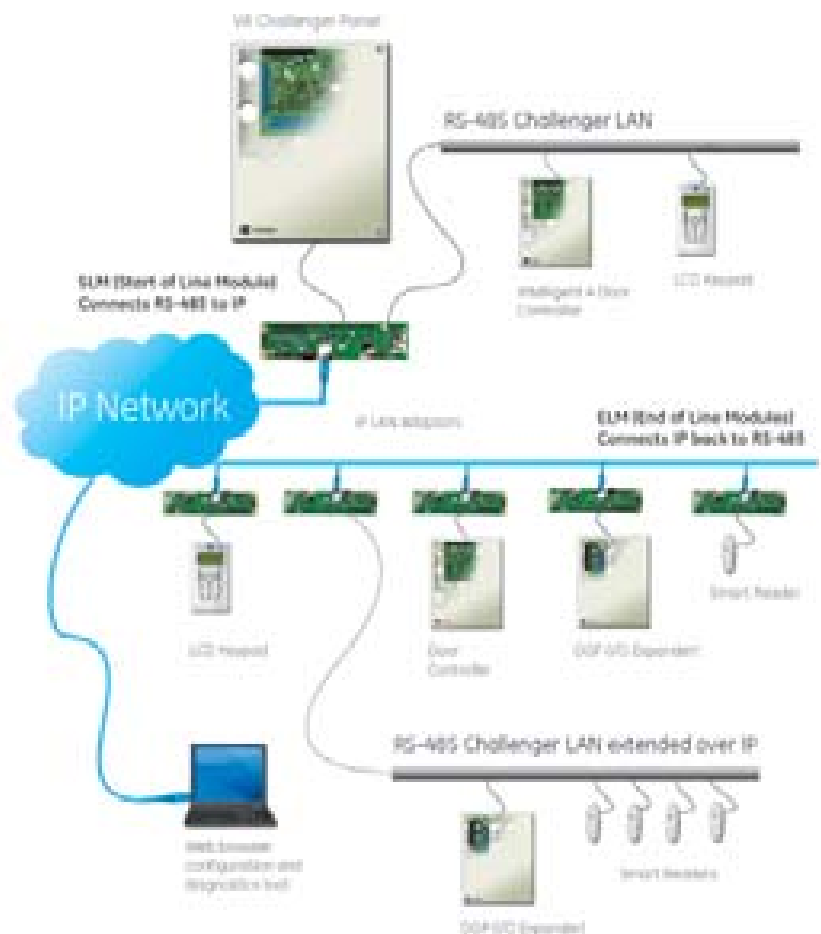 V8 Challenger Panel
RS-485 Challenger LAN
SLM (Start of Line Module)
Connects RS-485 to IP
Intelligent 4 Door
Controller
LCD Keypad
IP Network
IP LAN adaptors
ELM (End of Line Modules)
Connects IP back to RS-485
LCD Keypad
Door
Controller
DGP (I/O Expander)
Smart Reader
RS-485 Challenger LAN extended over IP
Web browser
configuration and
diagnostics tool
Smart Readers
DGP (I/O Expander)